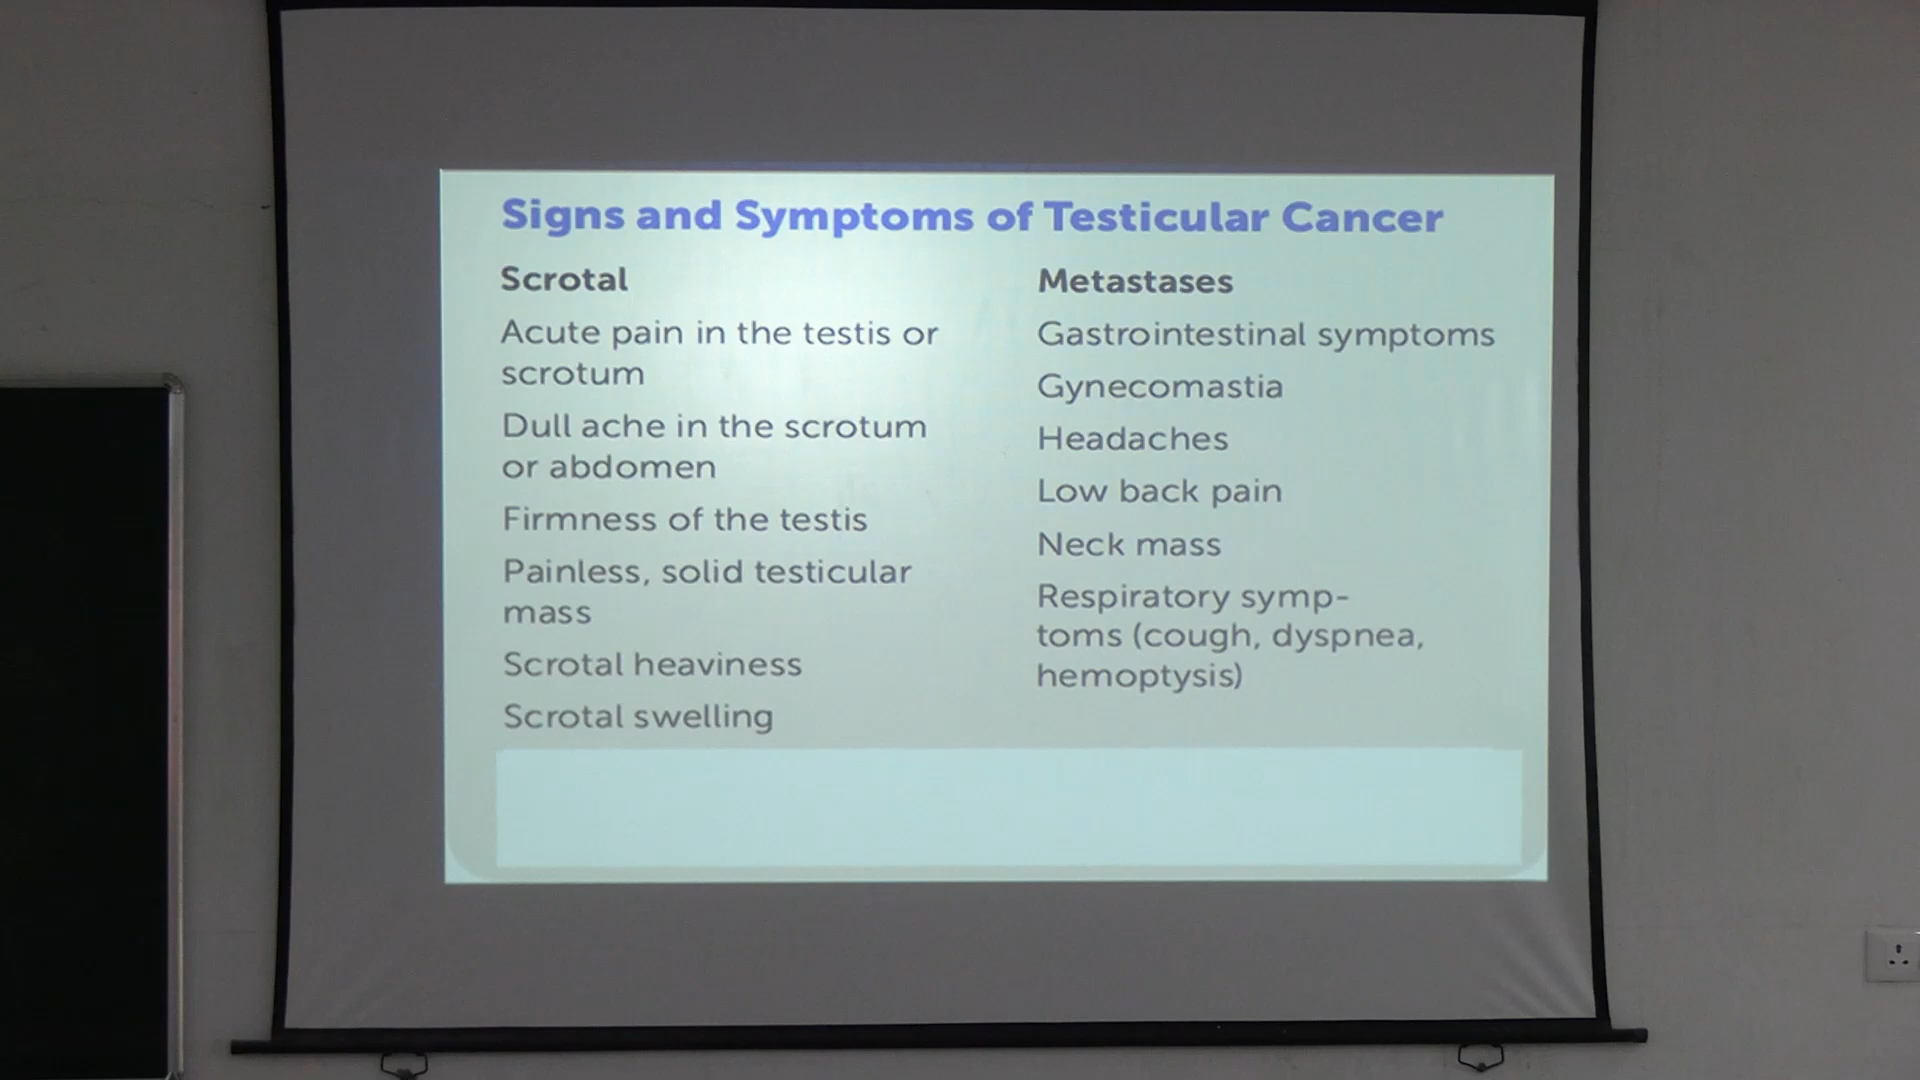 Signs and Symptoms of Testicular Cancer
Scrotal
Acute pain in the testis or
scrotum
Dull ache in the scrotum
or abdomen
Firmness of the testis
Painless, solid testicular
mass
Scrotal heaviness
Scrotal swelling
Metastases
Gastrointestinal symptoms
Gynecomastia
Headaches
Low back pain
Neck mass
Respiratory symp-
toms (cough, dyspnea,
hemoptysis)